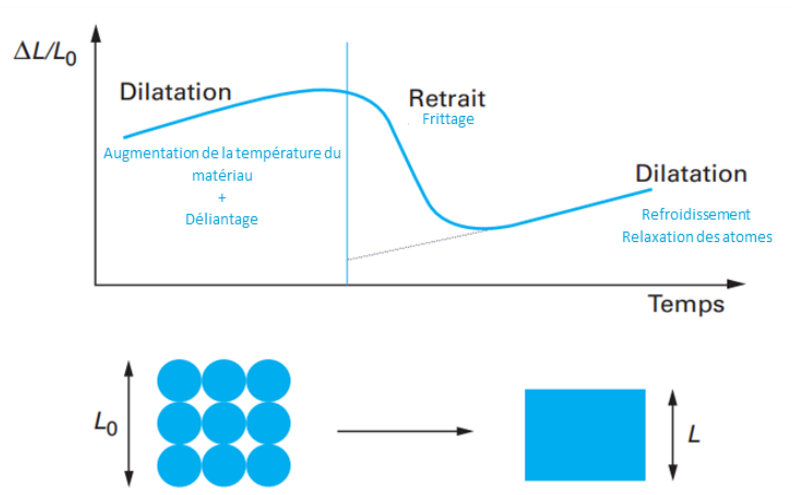 ΔL/L₀
Dilatation
Augmentation de la température du
matériau
+
Déliantage
Retrait
Frittage
Dilatation
Refroidissement
Relaxation des atomes
Temps
L₀
L